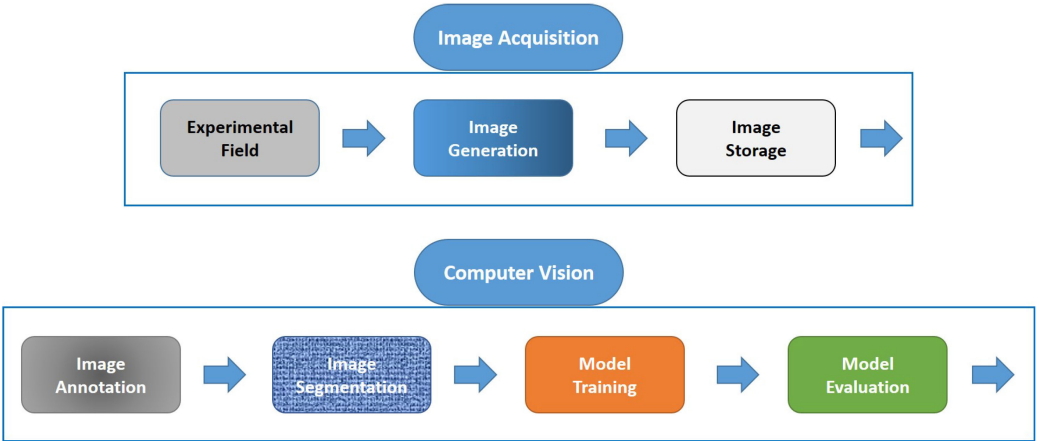 Image Acquisition
Experimental
Field
Image
Generation
Image
Storage
Computer Vision
Image
Annotation
Image
Segmentation
Model
Training
Model
Evaluation